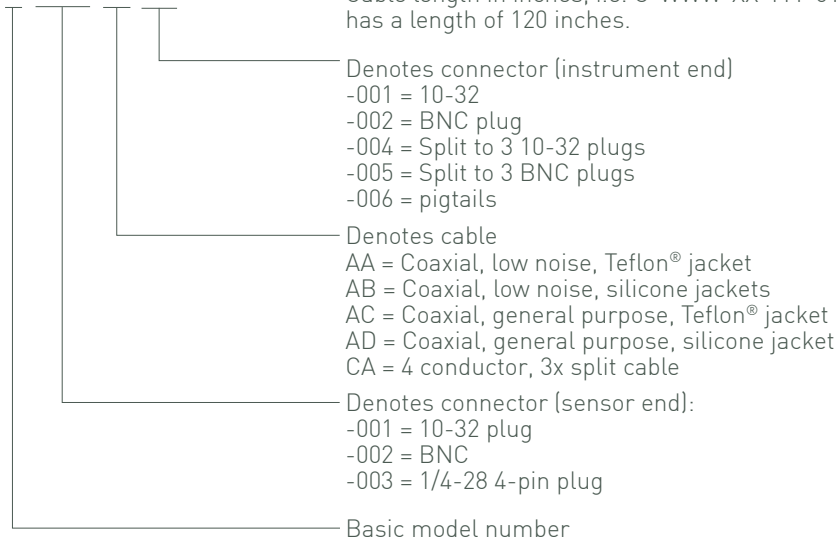 has a length of 120 inches.
Denotes connector (instrument end)
-001 = 10-32
-002 = BNC plug
-004 = Split to 3 10-32 plugs
-005 = Split to 3 BNC plugs
-006 = pigtails
Denotes cable
AA = Coaxial, low noise, Teflon® jacket
AB = Coaxial, low noise, silicone jackets
AC = Coaxial, general purpose, Teflon® jacket
AD = Coaxial, general purpose, silicone jacket
CA = 4 conductor, 3x split cable
Denotes connector (sensor end):
-001 = 10-32 plug
-002 = BNC
-003 = 1/4-28 4-pin plug
Basic model number